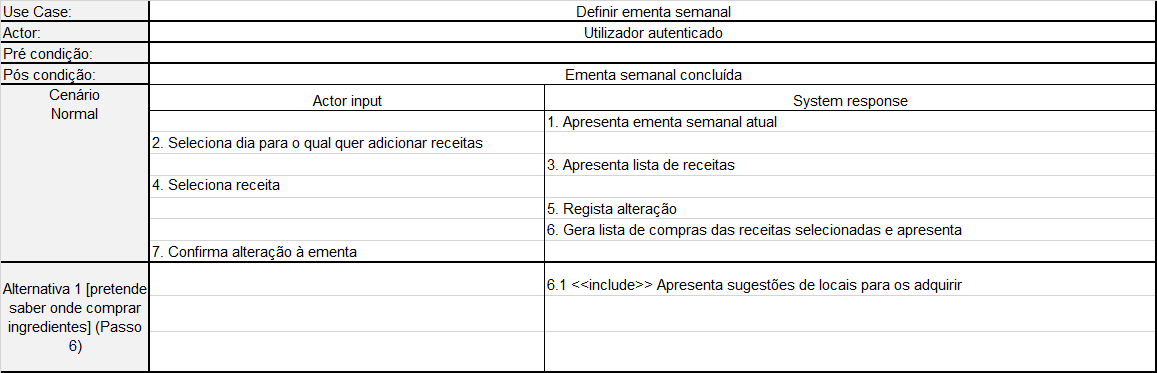 Use Case: Definir ementa semanal
Actor: Utilizador autenticado
Pré condição:
Pós condição: Ementa semanal concluída
Cenário
Normal
Actor input System response
1. Apresenta ementa semanal atual
2. Seleciona dia para o qual quer adicionar receitas
3. Apresenta lista de receitas
4. Seleciona receita
5. Regista alteração
6. Gera lista de compras das receitas selecionadas e apresenta
7. Confirma alteração à ementa
Alternativa 1 [pretende
saber onde comprar
ingredientes] (Passo
6)
6.1 <<include>> Apresenta sugestões de locais para os adquirir